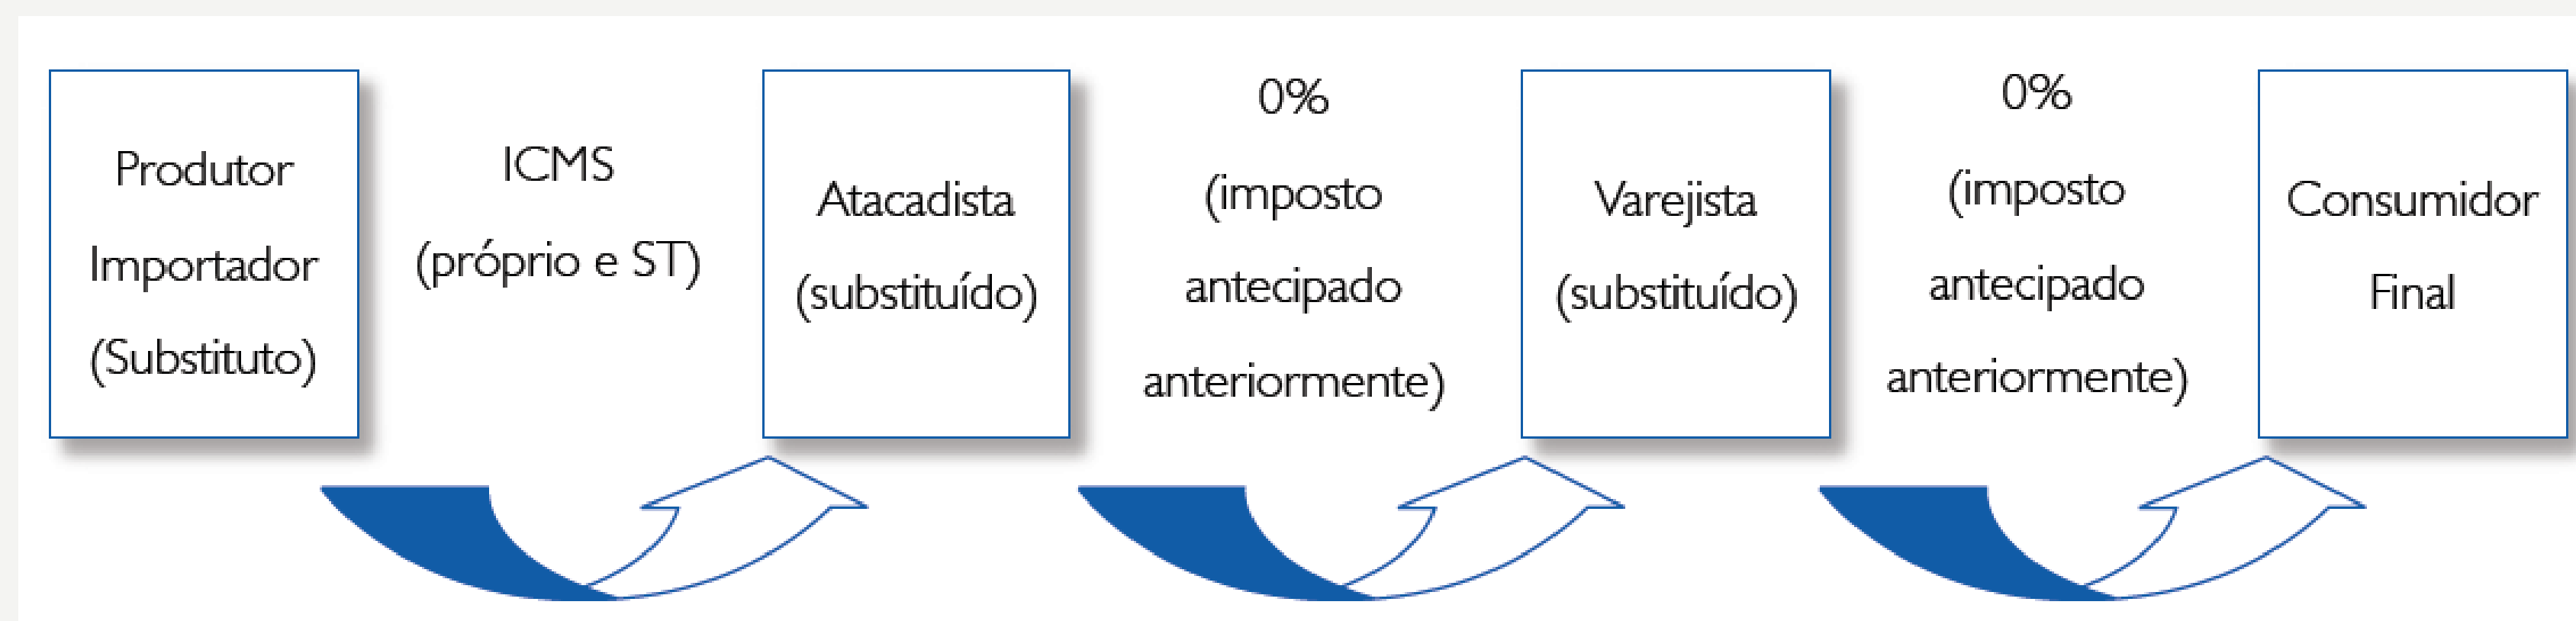 Produtor
Importador
(Substituto)
ICMS
(próprio e ST)
Atacadista
(substituído)
0%
(imposto
antecipado
anteriormente)
Varejista
(substituído)
0%
(imposto
antecipado
anteriormente)
Consumidor
Final